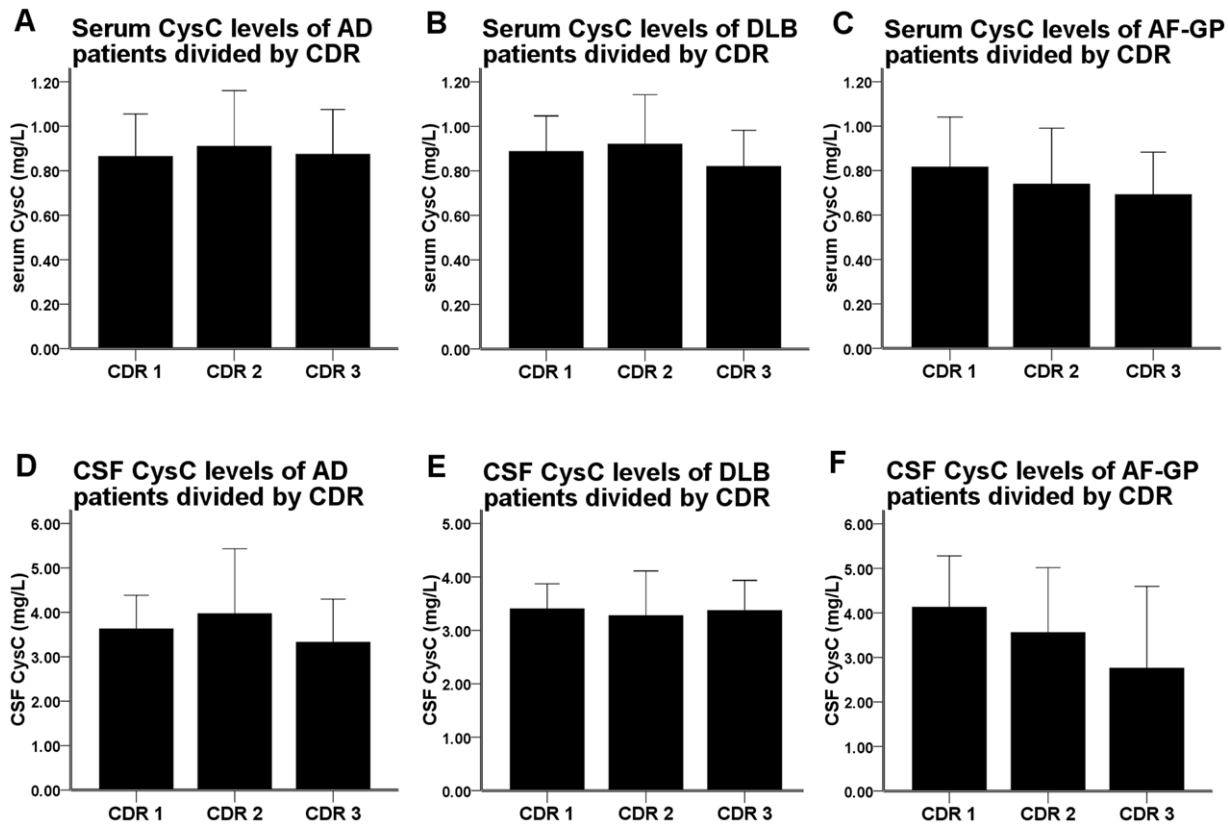 A
Serum CysC levels of AD
patients divided by CDR
serum CysC (mg/L)
1.20
1.00
0.80
0.60
0.40
0.20
0.00
CDR 1
CDR 2
CDR 3
B
Serum CysC levels of DLB
patients divided by CDR
serum CysC (mg/L)
1.20
1.00
0.80
0.60
0.40
0.20
0.00
CDR 1
CDR 2
CDR 3
C
Serum CysC levels of AF-GP
patients divided by CDR
serum CysC (mg/L)
1.20
1.00
0.80
0.60
0.40
0.20
0.00
CDR 1
CDR 2
CDR 3
D
CSF CysC levels of AD
patients divided by CDR
CSF CysC (mg/L)
6.00
5.00
4.00
3.00
2.00
1.00
0.00
CDR 1
CDR 2
CDR 3
E
CSF CysC levels of DLB
patients divided by CDR
CSF CysC (mg/L)
5.00
4.00
3.00
2.00
1.00
0.00
CDR 1
CDR 2
CDR 3
F
CSF CysC levels of AF-GP
patients divided by CDR
CSF CysC (mg/L)
6.00
5.00
4.00
3.00
2.00
1.00
0.00
CDR 1
CDR 2
CDR 3